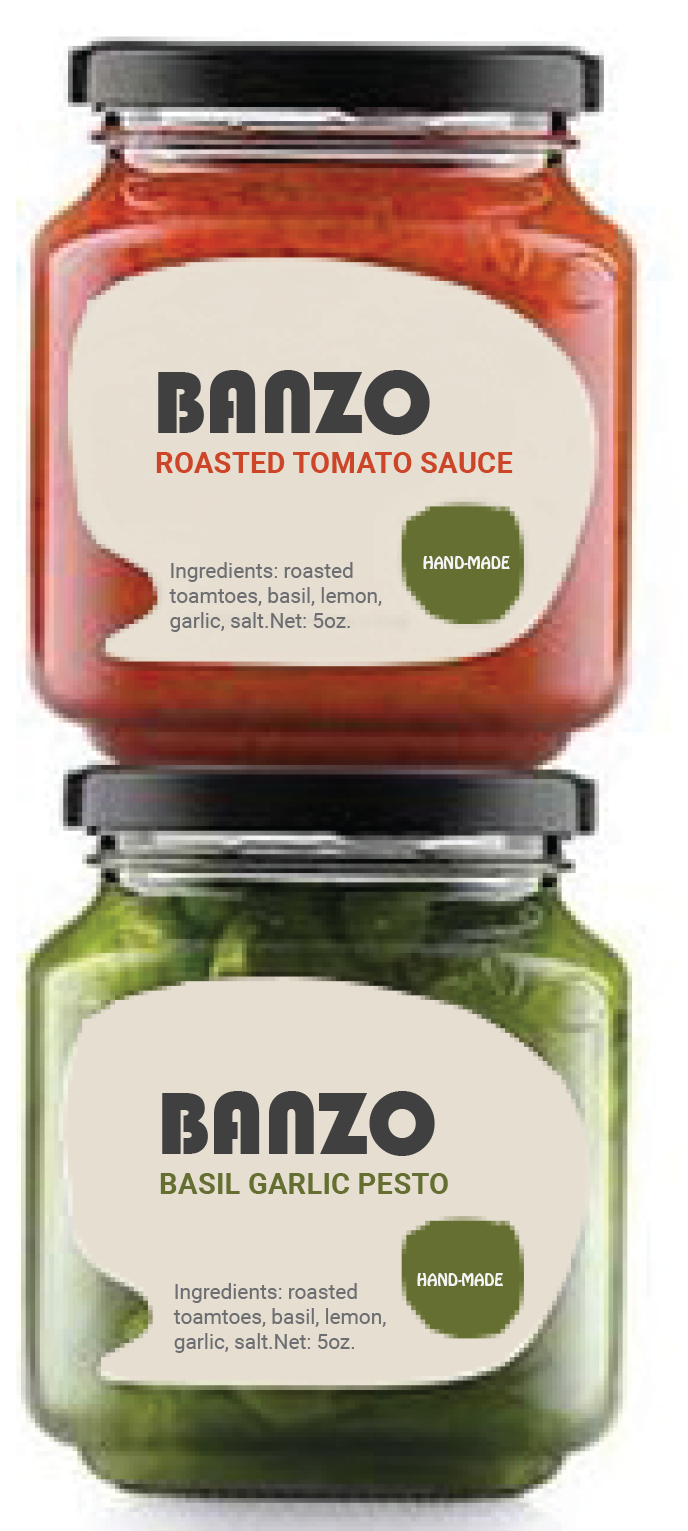 BANZO
ROASTED TOMATO SAUCE
HAND-MADE
Ingredients: roasted
toamtoes, basil, lemon,
garlic, salt.Net: 5oz.
BANZO
BASIL GARLIC PESTO
HAND-MADE
Ingredients: roasted
toamtoes, basil, lemon,
garlic, salt.Net: 5oz.